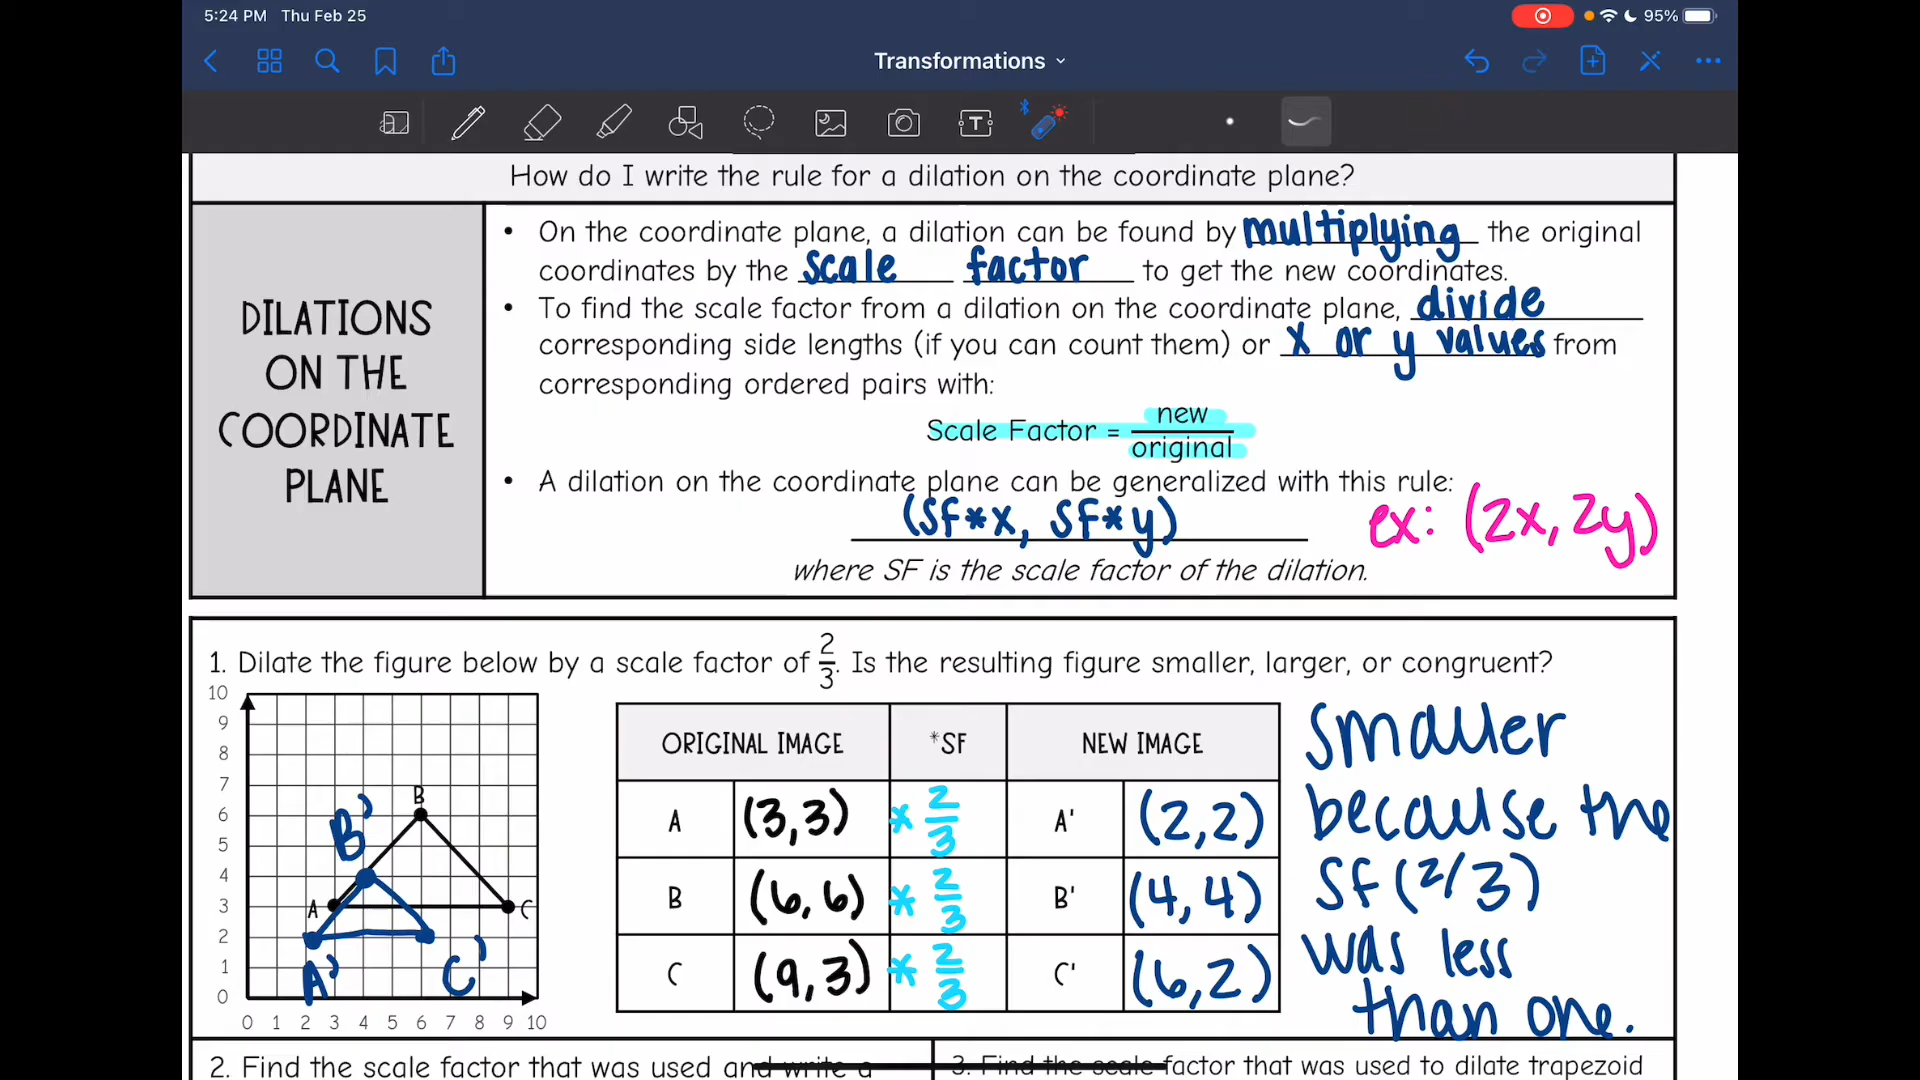 5:24 PM Thu Feb 25
95%
Transformations
T
How do I write the rule for a dilation on the coordinate plane?
DILATIONS
ON THE
COORDINATE
PLANE
• On the coordinate plane, a dilation can be found by multiplying the original
coordinates by the scale factor to get the new coordinates.
• To find the scale factor from a dilation on the coordinate plane, divide
corresponding side lengths (if you can count them) or x or y values from
corresponding ordered pairs with:
Scale Factor = new/original
• A dilation on the coordinate plane can be generalized with this rule:
(SF*x, SF*y)
ex: (2x, 2y)
where SF is the scale factor of the dilation.
1. Dilate the figure below by a scale factor of 2/3. Is the resulting figure smaller, larger, or congruent?
10
9
8
7
6
5
4
3
2
1
0
0 1 2 3 4 5 6 7 8 9 10
B
B'
A
C
A'
C'
ORIGINAL IMAGE *SF NEW IMAGE
A (3,3) * 2/3 A' (2,2)
B (6,6) * 2/3 B' (4,4)
C (9,3) * 2/3 C' (6,2)
smaller
because the
SF (2/3)
was less
than one.
2. Find the scale factor that was used and write a
3. Find the scale factor that was used to dilate trapezoid